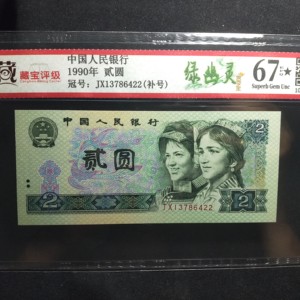 藏宝评级
中国人民银行
1990年 贰圆
冠号: JX13786422(补号)
绿幽灵
67★
Superb Gem Unc
中国人民银行
2
贰圆
JX13786422
2
2